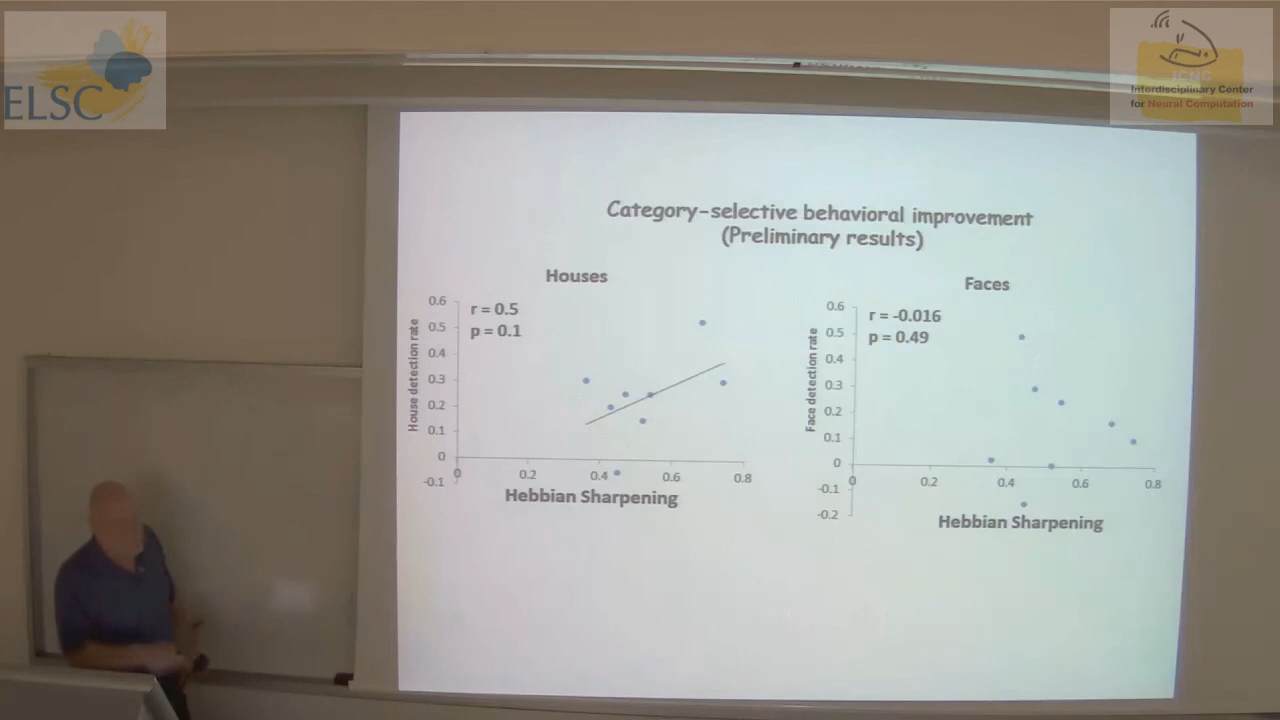 ELSC
ICNC
Interdisciplinary Center
for Neural Computation
Category-selective behavioral improvement
(Preliminary results)
Houses
r = 0.5
p = 0.1
House detection rate
0.6
0.5
0.4
0.3
0.2
0.1
0
-0.1
0
0.2
0.4
0.6
0.8
Hebbian Sharpening
Faces
r = -0.016
p = 0.49
Face detection rate
0.6
0.5
0.4
0.3
0.2
0.1
0
-0.1
-0.2
0
0.2
0.4
0.6
0.8
Hebbian Sharpening